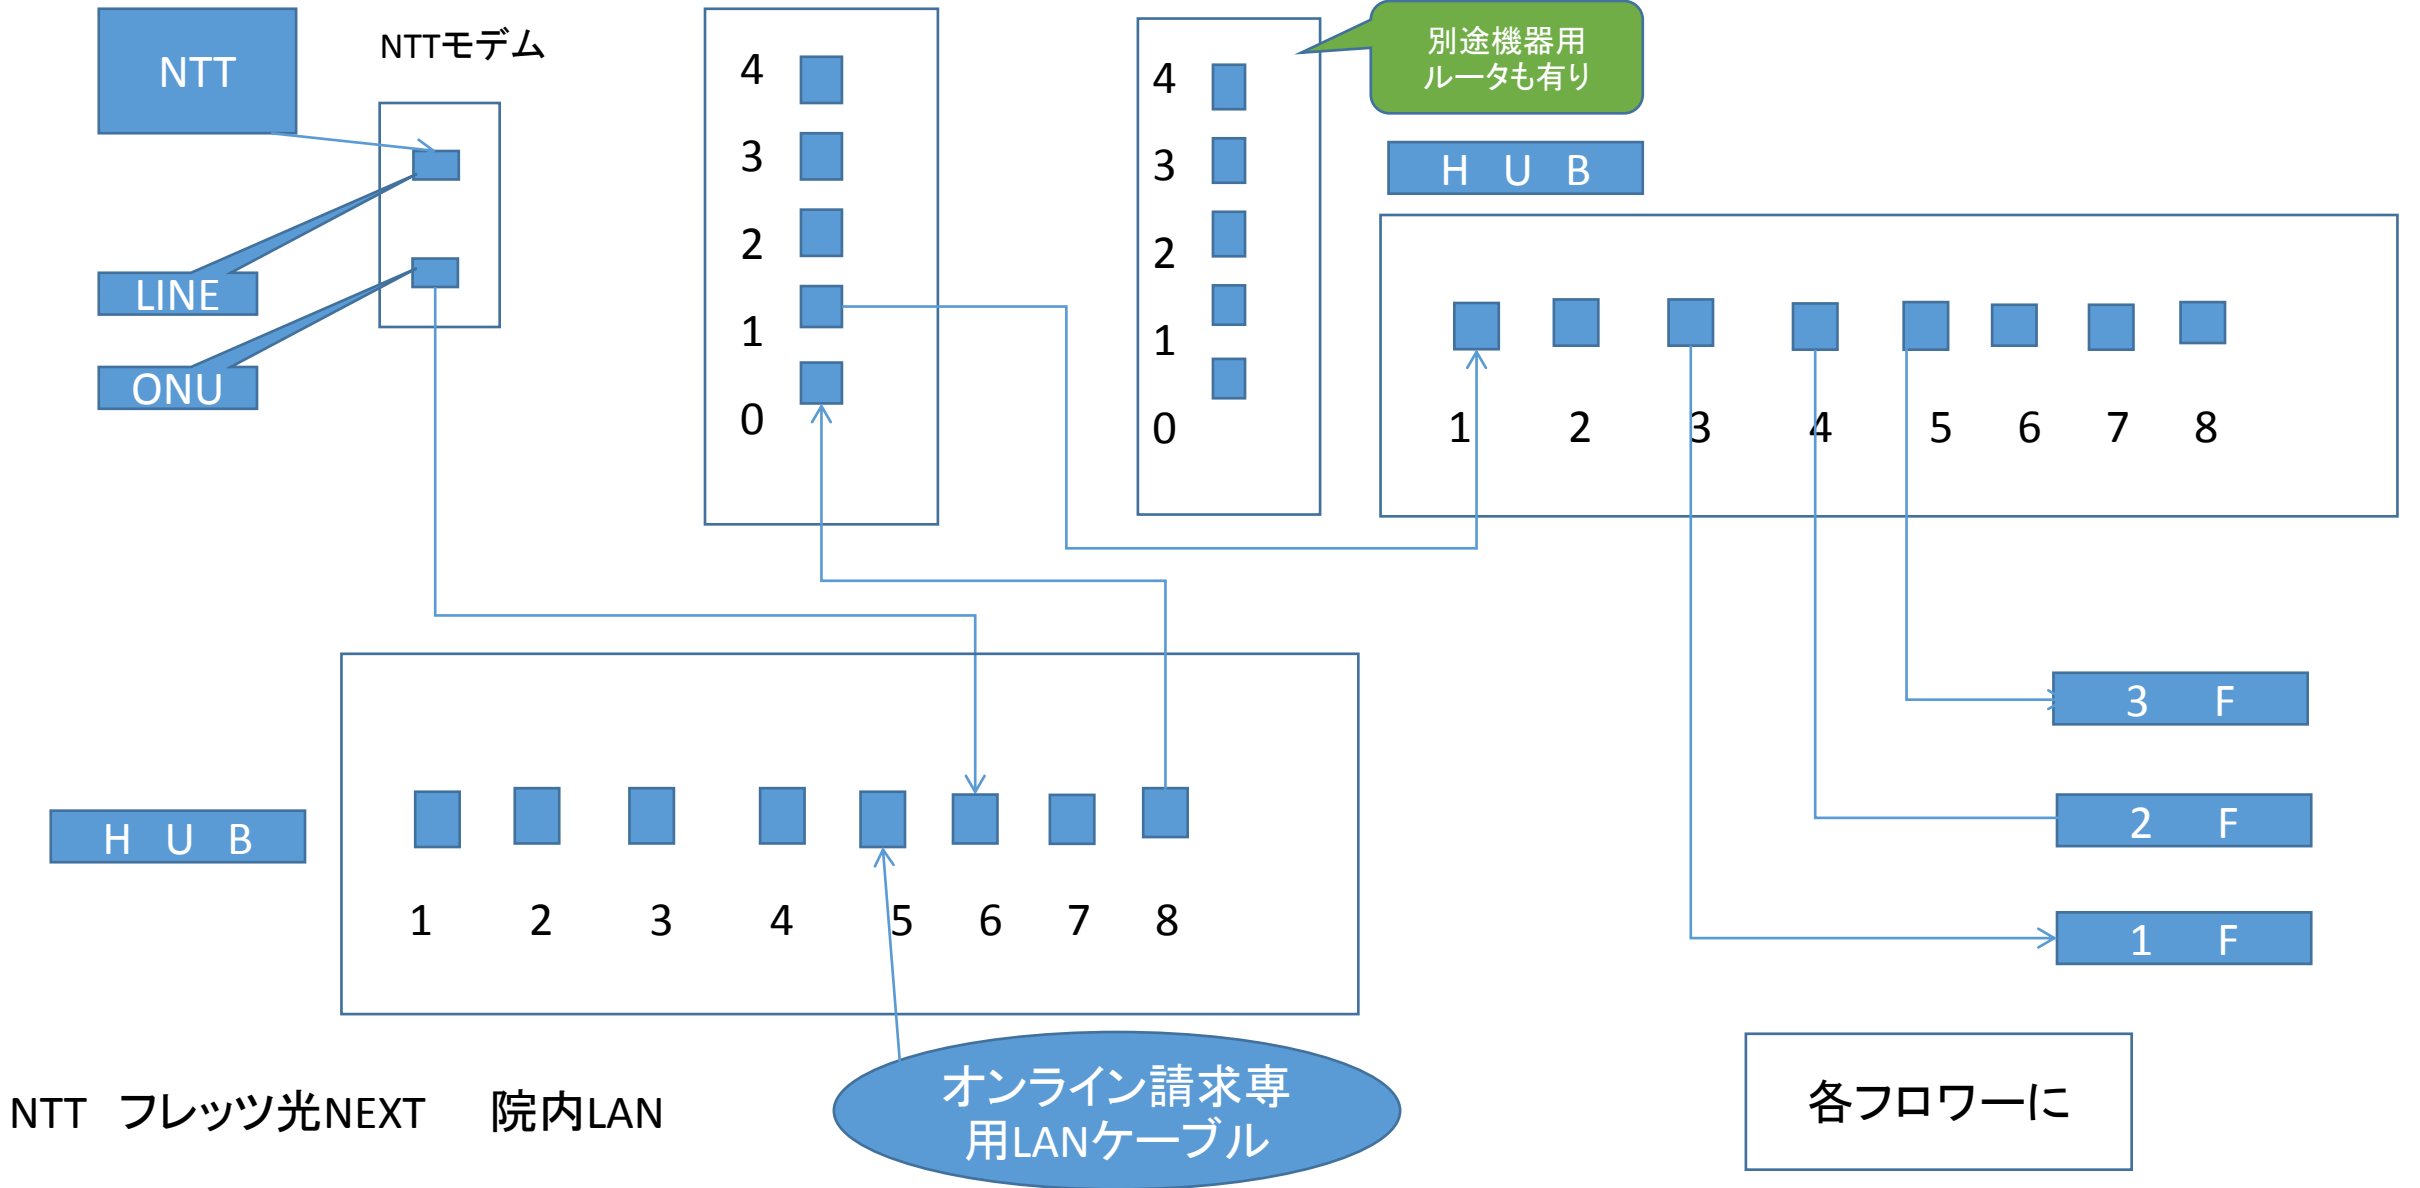 NTT
NTTモデム
LINE
ONU
4
3
2
1
0
4
3
2
1
0
別途機器用
ルータも有り
H U B
1 2 3 4 5 6 7 8
3 F
2 F
1 F
H U B
1 2 3 4 5 6 7 8
NTT フレッツ光NEXT 院内LAN
オンライン請求専
用LANケーブル
各フロワーに